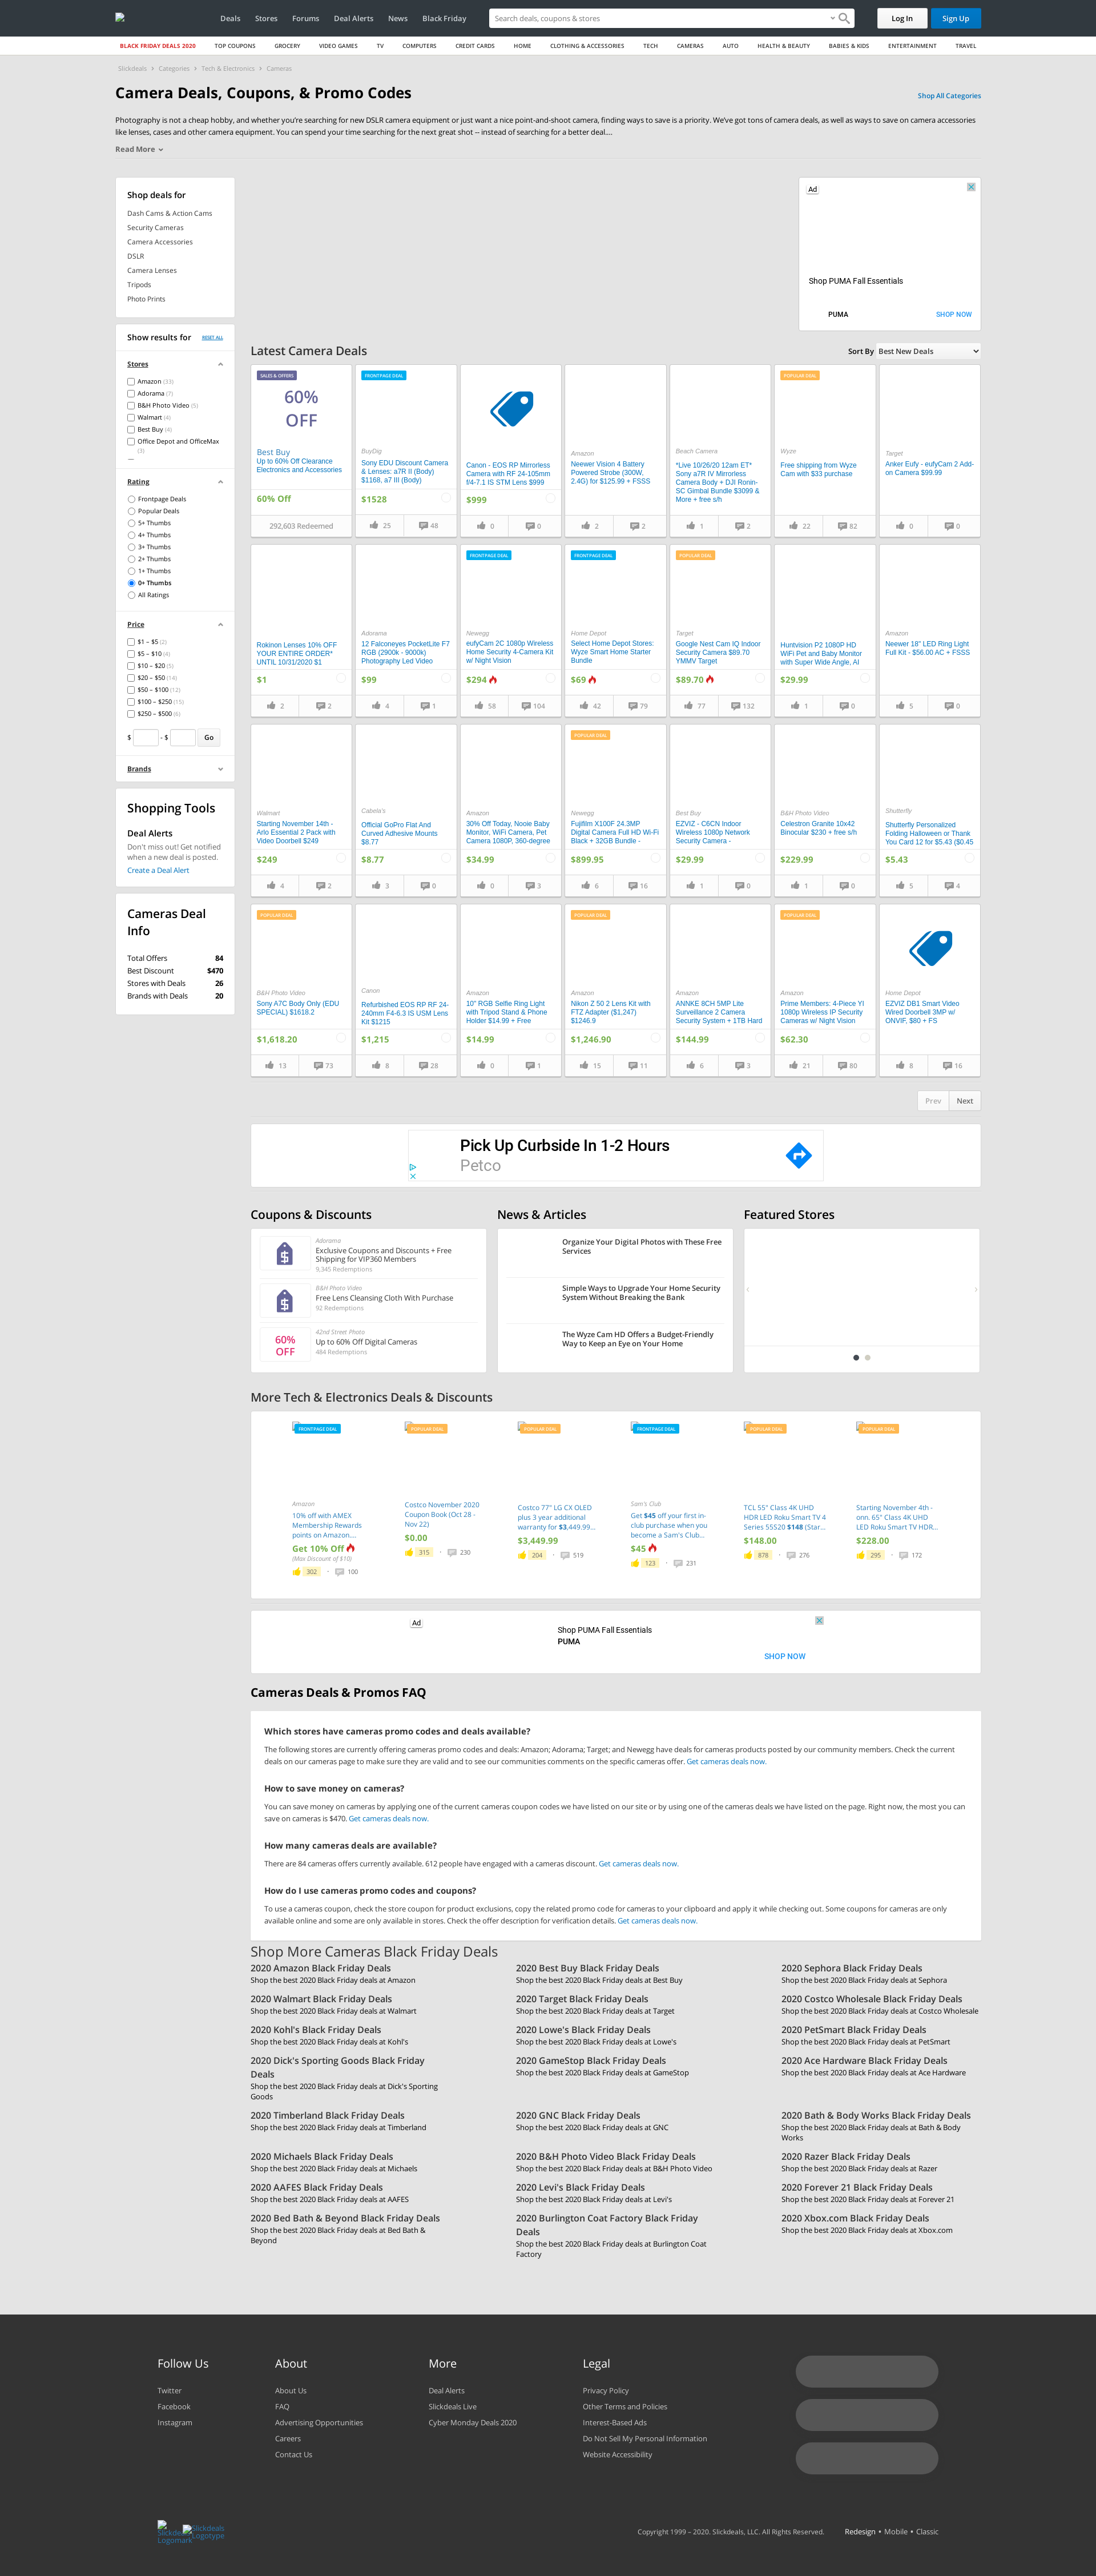 Deals Stores Forums Deal Alerts News Black Friday
Search deals, coupons & stores
Log In
Sign Up
BLACK FRIDAY DEALS 2020 TOP COUPONS GROCERY VIDEO GAMES TV COMPUTERS CREDIT CARDS HOME CLOTHING & ACCESSORIES TECH CAMERAS AUTO HEALTH & BEAUTY BABIES & KIDS ENTERTAINMENT TRAVEL
Slickdeals › Categories › Tech & Electronics › Cameras
Camera Deals, Coupons, & Promo Codes
Shop All Categories
Photography is not a cheap hobby, and whether you're searching for new DSLR camera equipment or just want a nice point-and-shoot camera, finding ways to save is a priority. We've got tons of camera deals, as well as ways to save on camera accessories
like lenses, cases and other camera equipment. You can spend your time searching for the next great shot -- instead of searching for a better deal....
Read More
Shop deals for
Dash Cams & Action Cams
Security Cameras
Camera Accessories
DSLR
Camera Lenses
Tripods
Photo Prints
Show results for
RESET ALL
Stores
Amazon (33)
Adorama (7)
B&H Photo Video (5)
Walmart (4)
Best Buy (4)
Office Depot and OfficeMax
(3)
Rating
Frontpage Deals
Popular Deals
5+ Thumbs
4+ Thumbs
3+ Thumbs
2+ Thumbs
1+ Thumbs
0+ Thumbs
All Ratings
Price
$1 – $5 (2)
$5 – $10 (4)
$10 – $20 (5)
$20 – $50 (14)
$50 – $100 (12)
$100 – $250 (15)
$250 – $500 (6)
$ - $ Go
Brands
Shopping Tools
Deal Alerts
Don't miss out! Get notified
when a new deal is posted.
Create a Deal Alert
Cameras Deal
Info
Total Offers 84
Best Discount $470
Stores with Deals 26
Brands with Deals 20
Ad
Shop PUMA Fall Essentials
PUMA
SHOP NOW
Latest Camera Deals
Sort By Best New Deals
SALES & OFFERS
60%
OFF
Best Buy
Up to 60% Off Clearance
Electronics and Accessories
60% Off
292,603 Redeemed
FRONTPAGE DEAL
BuyDig
Sony EDU Discount Camera
& Lenses: a7R II (Body)
$1168, a7 III (Body)
$1528
25 48
Canon - EOS RP Mirrorless
Camera with RF 24-105mm
f/4-7.1 IS STM Lens $999
$999
0 0
Amazon
Neewer Vision 4 Battery
Powered Strobe (300W,
2.4G) for $125.99 + FSSS
2 2
Beach Camera
*Live 10/26/20 12am ET*
Sony a7R IV Mirrorless
Camera Body + DJI Ronin-
SC Gimbal Bundle $3099 &
More + free s/h
1 2
POPULAR DEAL
Wyze
Free shipping from Wyze
Cam with $33 purchase
22 82
Target
Anker Eufy - eufyCam 2 Add-
on Camera $99.99
0 0
Rokinon Lenses 10% OFF
YOUR ENTIRE ORDER*
UNTIL 10/31/2020 $1
$1
2 2
Adorama
12 Falconeyes PocketLite F7
RGB (2900k - 9000k)
Photography Led Video
$99
4 1
FRONTPAGE DEAL
Newegg
eufyCam 2C 1080p Wireless
Home Security 4-Camera Kit
w/ Night Vision
$294
58 104
FRONTPAGE DEAL
Home Depot
Select Home Depot Stores:
Wyze Smart Home Starter
Bundle
$69
42 79
POPULAR DEAL
Target
Google Nest Cam IQ Indoor
Security Camera $89.70
YMMV Target
$89.70
77 132
Huntvision P2 1080P HD
WiFi Pet and Baby Monitor
with Super Wide Angle, AI
$29.99
1 0
Amazon
Neewer 18" LED Ring Light
Full Kit - $56.00 AC + FSSS
5 0
Walmart
Starting November 14th -
Arlo Essential 2 Pack with
Video Doorbell $249
$249
4 2
Cabela's
Official GoPro Flat And
Curved Adhesive Mounts
$8.77
$8.77
3 0
Amazon
30% Off Today, Nooie Baby
Monitor, WiFi Camera, Pet
Camera 1080P, 360-degree
$34.99
0 3
POPULAR DEAL
Newegg
Fujifilm X100F 24.3MP
Digital Camera Full HD Wi-Fi
Black + 32GB Bundle -
$899.95
6 16
Best Buy
EZVIZ - C6CN Indoor
Wireless 1080p Network
Security Camera -
$29.99
1 0
B&H Photo Video
Celestron Granite 10x42
Binocular $230 + free s/h
$229.99
1 0
Shutterfly
Shutterfly Personalized
Folding Halloween or Thank
You Card 12 for $5.43 ($0.45
$5.43
5 4
POPULAR DEAL
B&H Photo Video
Sony A7C Body Only (EDU
SPECIAL) $1618.2
$1,618.20
13 73
Canon
Refurbished EOS RP RF 24-
240mm F4-6.3 IS USM Lens
Kit $1215
$1,215
8 28
Amazon
10" RGB Selfie Ring Light
with Tripod Stand & Phone
Holder $14.99 + Free
$14.99
0 1
POPULAR DEAL
Amazon
Nikon Z 50 2 Lens Kit with
FTZ Adapter ($1,247)
$1246.9
$1,246.90
15 11
Amazon
ANNKE 8CH 5MP Lite
Surveillance 2 Camera
Security System + 1TB Hard
$144.99
6 3
POPULAR DEAL
Amazon
Prime Members: 4-Piece YI
1080p Wireless IP Security
Cameras w/ Night Vision
$62.30
21 80
Home Depot
EZVIZ DB1 Smart Video
Wired Doorbell 3MP w/
ONVIF, $80 + FS
8 16
Prev Next
Pick Up Curbside In 1-2 Hours
Petco
Coupons & Discounts
Adorama
Exclusive Coupons and Discounts + Free
Shipping for VIP360 Members
9,345 Redemptions
B&H Photo Video
Free Lens Cleansing Cloth With Purchase
92 Redemptions
60%
OFF
42nd Street Photo
Up to 60% Off Digital Cameras
484 Redemptions
News & Articles
Organize Your Digital Photos with These Free
Services
Simple Ways to Upgrade Your Home Security
System Without Breaking the Bank
The Wyze Cam HD Offers a Budget-Friendly
Way to Keep an Eye on Your Home
Featured Stores
More Tech & Electronics Deals & Discounts
FRONTPAGE DEAL
Amazon
10% off with AMEX
Membership Rewards
points on Amazon....
Get 10% Off
(Max Discount of $10)
302 • 100
POPULAR DEAL
Costco November 2020
Coupon Book (Oct 28 -
Nov 22)
$0.00
315 • 230
POPULAR DEAL
Costco 77" LG CX OLED
plus 3 year additional
warranty for $3,449.99...
$3,449.99
204 • 519
FRONTPAGE DEAL
Sam's Club
Get $45 off your first in-
club purchase when you
become a Sam's Club...
$45
123 • 231
POPULAR DEAL
TCL 55" Class 4K UHD
HDR LED Roku Smart TV 4
Series 55S20 $148 (Star...
$148.00
878 • 276
POPULAR DEAL
Starting November 4th -
onn. 65" Class 4K UHD
LED Roku Smart TV HDR...
$228.00
295 • 172
Ad
Shop PUMA Fall Essentials
PUMA
SHOP NOW
Cameras Deals & Promos FAQ
Which stores have cameras promo codes and deals available?
The following stores are currently offering cameras promo codes and deals: Amazon; Adorama; Target; and Newegg have deals for cameras products posted by our community members. Check the current
deals on our cameras page to make sure they are valid and to see our communities comments on the specific cameras offer. Get cameras deals now.
How to save money on cameras?
You can save money on cameras by applying one of the current cameras coupon codes we have listed on our site or by using one of the cameras deals we have listed on the page. Right now, the most you can
save on cameras is $470. Get cameras deals now.
How many cameras deals are available?
There are 84 cameras offers currently available. 612 people have engaged with a cameras discount. Get cameras deals now.
How do I use cameras promo codes and coupons?
To use a cameras coupon, check the store coupon for product exclusions, copy the related promo code for cameras to your clipboard and apply it while checking out. Some coupons for cameras are only
available online and some are only available in stores. Check the offer description for verification details. Get cameras deals now.
Shop More Cameras Black Friday Deals
2020 Amazon Black Friday Deals
Shop the best 2020 Black Friday deals at Amazon
2020 Best Buy Black Friday Deals
Shop the best 2020 Black Friday deals at Best Buy
2020 Sephora Black Friday Deals
Shop the best 2020 Black Friday deals at Sephora
2020 Walmart Black Friday Deals
Shop the best 2020 Black Friday deals at Walmart
2020 Target Black Friday Deals
Shop the best 2020 Black Friday deals at Target
2020 Costco Wholesale Black Friday Deals
Shop the best 2020 Black Friday deals at Costco Wholesale
2020 Kohl's Black Friday Deals
Shop the best 2020 Black Friday deals at Kohl's
2020 Lowe's Black Friday Deals
Shop the best 2020 Black Friday deals at Lowe's
2020 PetSmart Black Friday Deals
Shop the best 2020 Black Friday deals at PetSmart
2020 Dick's Sporting Goods Black Friday
Deals
Shop the best 2020 Black Friday deals at Dick's Sporting
Goods
2020 GameStop Black Friday Deals
Shop the best 2020 Black Friday deals at GameStop
2020 Ace Hardware Black Friday Deals
Shop the best 2020 Black Friday deals at Ace Hardware
2020 Timberland Black Friday Deals
Shop the best 2020 Black Friday deals at Timberland
2020 GNC Black Friday Deals
Shop the best 2020 Black Friday deals at GNC
2020 Bath & Body Works Black Friday Deals
Shop the best 2020 Black Friday deals at Bath & Body
Works
2020 Michaels Black Friday Deals
Shop the best 2020 Black Friday deals at Michaels
2020 B&H Photo Video Black Friday Deals
Shop the best 2020 Black Friday deals at B&H Photo Video
2020 Razer Black Friday Deals
Shop the best 2020 Black Friday deals at Razer
2020 AAFES Black Friday Deals
Shop the best 2020 Black Friday deals at AAFES
2020 Levi's Black Friday Deals
Shop the best 2020 Black Friday deals at Levi's
2020 Forever 21 Black Friday Deals
Shop the best 2020 Black Friday deals at Forever 21
2020 Bed Bath & Beyond Black Friday Deals
Shop the best 2020 Black Friday deals at Bed Bath &
Beyond
2020 Burlington Coat Factory Black Friday
Deals
Shop the best 2020 Black Friday deals at Burlington Coat
Factory
2020 Xbox.com Black Friday Deals
Shop the best 2020 Black Friday deals at Xbox.com
Follow Us
Twitter
Facebook
Instagram
About
About Us
FAQ
Advertising Opportunities
Careers
Contact Us
More
Deal Alerts
Slickdeals Live
Cyber Monday Deals 2020
Legal
Privacy Policy
Other Terms and Policies
Interest-Based Ads
Do Not Sell My Personal Information
Website Accessibility
Slickdeals
Logomark
Slickdeals
Logotype
Copyright 1999 – 2020. Slickdeals, LLC. All Rights Reserved.
Redesign • Mobile • Classic